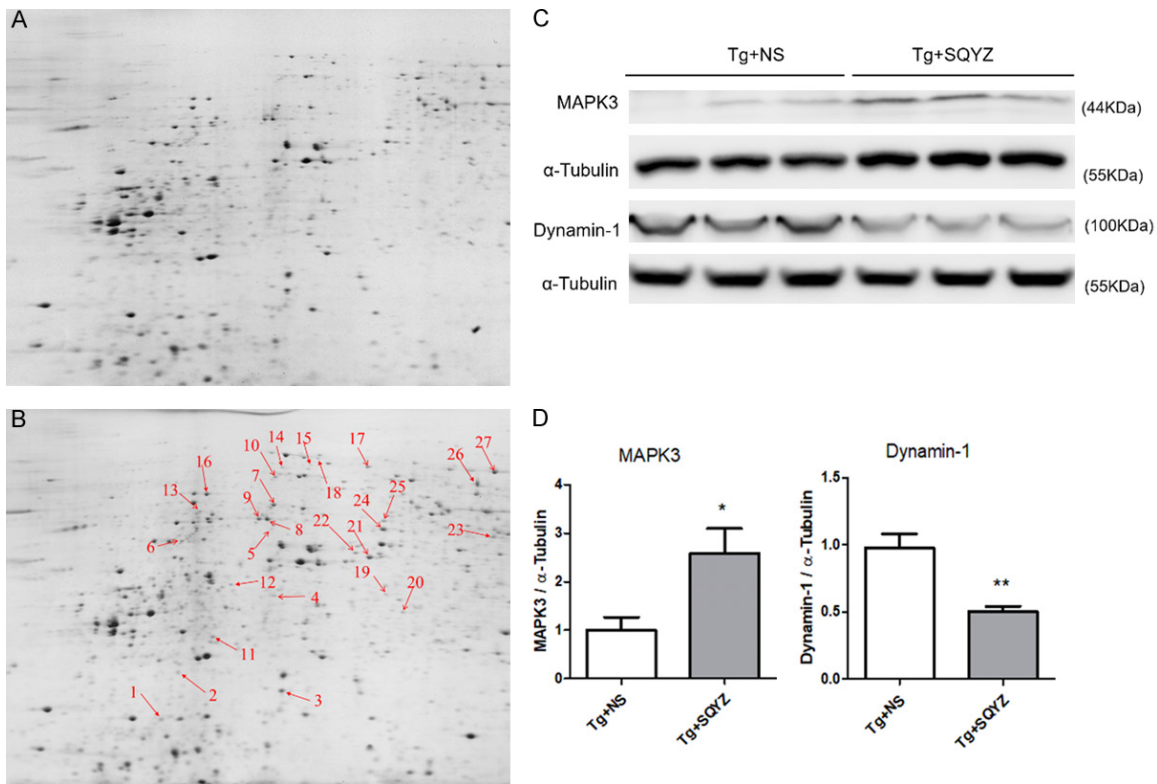 A
B
14
15
17
27
10
26
16
7
18
25
13
24
9
22
21
8
23
6
5
19
20
12
4
11
1
2
3
C
Tg+NS
Tg+SQYZ
MAPK3
(44KDa)
α-Tubulin
(55KDa)
Dynamin-1
(100KDa)
α-Tubulin
(55KDa)
D
MAPK3
MAPK3 / α-Tubulin
4
3
2
1
0
*
Tg+NS
Tg+SQYZ
Dynamin-1
Dynamin-1 / α-Tubulin
1.0
0.5
0.0
**
Tg+NS
Tg+SQYZ